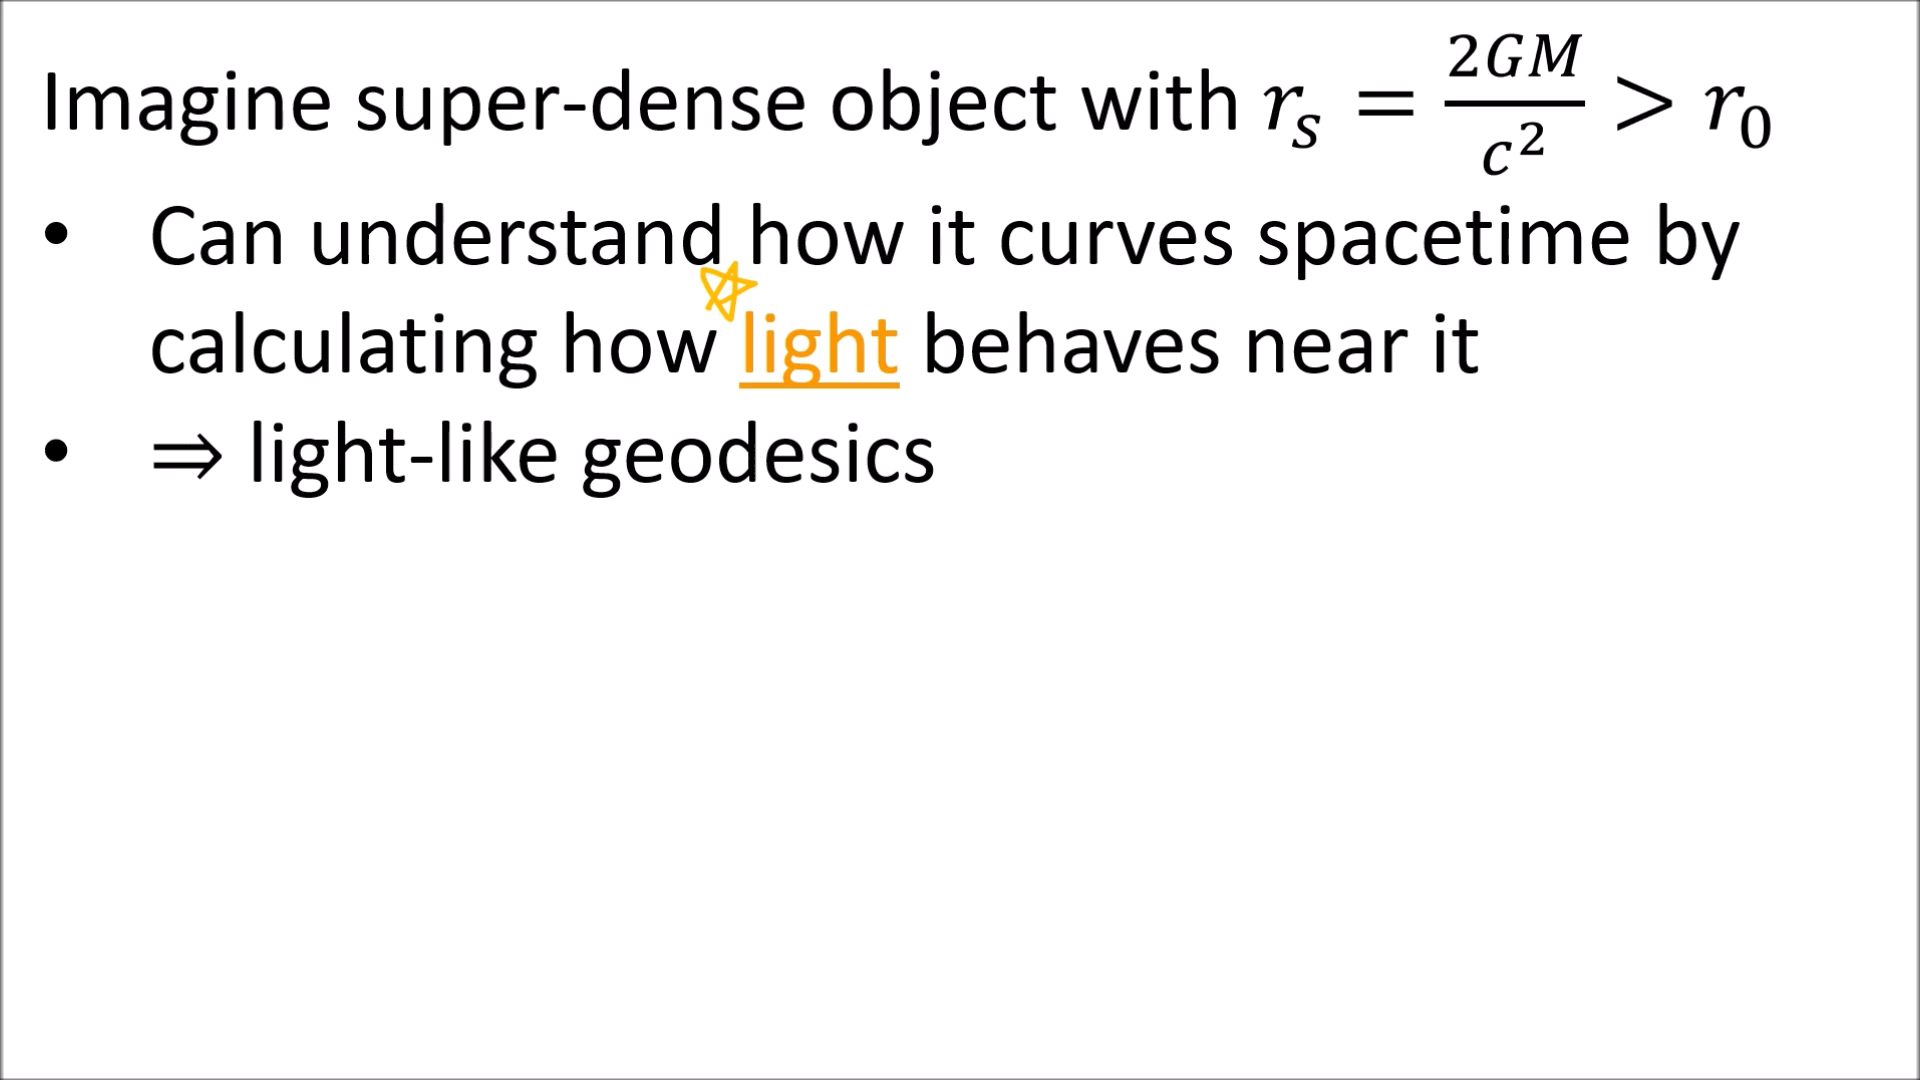 Imagine super-dense object with $r_s = \frac{2GM}{c^2} > r_0$
• Can understand how it curves spacetime by
calculating how light behaves near it
• ⇒ light-like geodesics